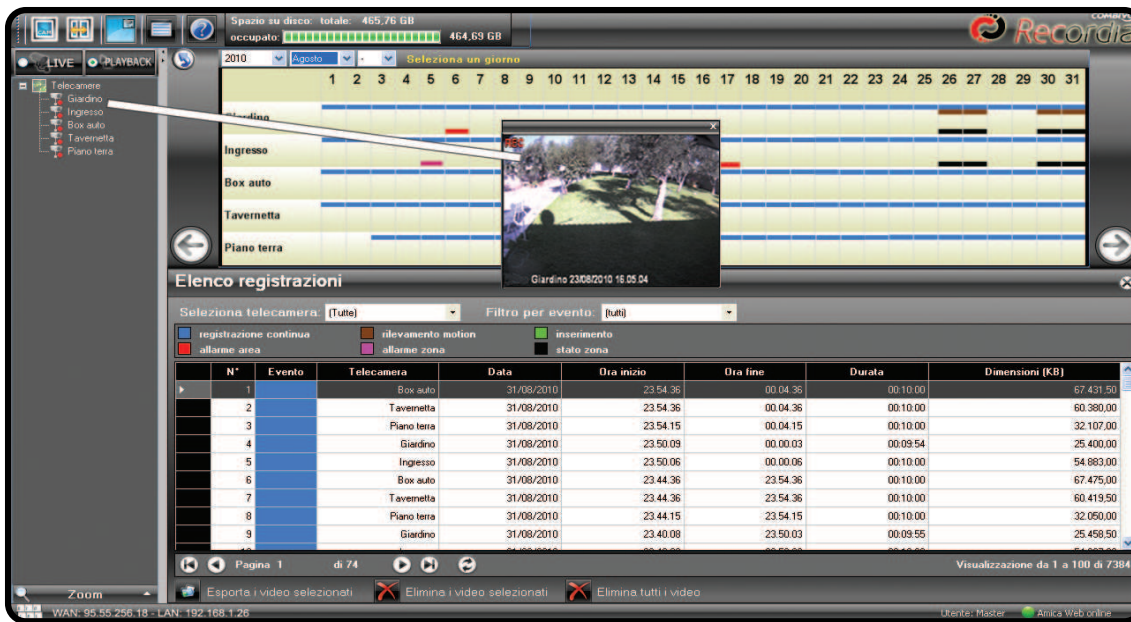 Spazio su disco: totale: 465,76 GB
occupato: 464,69 GB
COMBIVOX
Recordia
LIVE PLAYBACK
2010 Agosto - Seleziona un giorno
1 2 3 4 5 6 7 8 9 10 11 12 13 14 15 16 17 18 19 20 21 22 23 24 25 26 27 28 29 30 31
Telecamere
Giardino
Ingresso
Box auto
Tavernetta
Piano terra
Giardino
Ingresso
Box auto
Tavernetta
Piano terra
REC
Giardino 23/08/2010 16.05.04
Elenco registrazioni
Seleziona telecamera: (Tutte) Filtro per evento: (tutti)
registrazione continua rilevamento motion inserimento
allarme area allarme zona stato zona
N° Evento Telecamera Data Ora inizio Ora fine Durata Dimensioni (KB)
1 Box auto 31/08/2010 23.54.36 00.04.36 00:10:00 67.431,50
2 Tavernetta 31/08/2010 23.54.36 00.04.36 00:10:00 60.380,00
3 Piano terra 31/08/2010 23.54.15 00.04.15 00:10:00 32.107,00
4 Giardino 31/08/2010 23.50.09 00.00.03 00:09:54 25.400,00
5 Ingresso 31/08/2010 23.50.06 00.00.06 00:10:00 54.883,00
6 Box auto 31/08/2010 23.44.36 23.54.36 00:10:00 67.475,00
7 Tavernetta 31/08/2010 23.44.36 23.54.36 00:10:00 60.419,50
8 Piano terra 31/08/2010 23.44.15 23.54.15 00:10:00 32.050,00
9 Giardino 31/08/2010 23.40.08 23.50.03 00:09:55 25.458,50
Pagina 1 di 74 Visualizzazione da 1 a 100 di 7384
Zoom
Esporta i video selezionati Elimina i video selezionati Elimina tutti i video
WAN: 95.55.256.18 - LAN: 192.168.1.26 Utente: Master Amica Web online